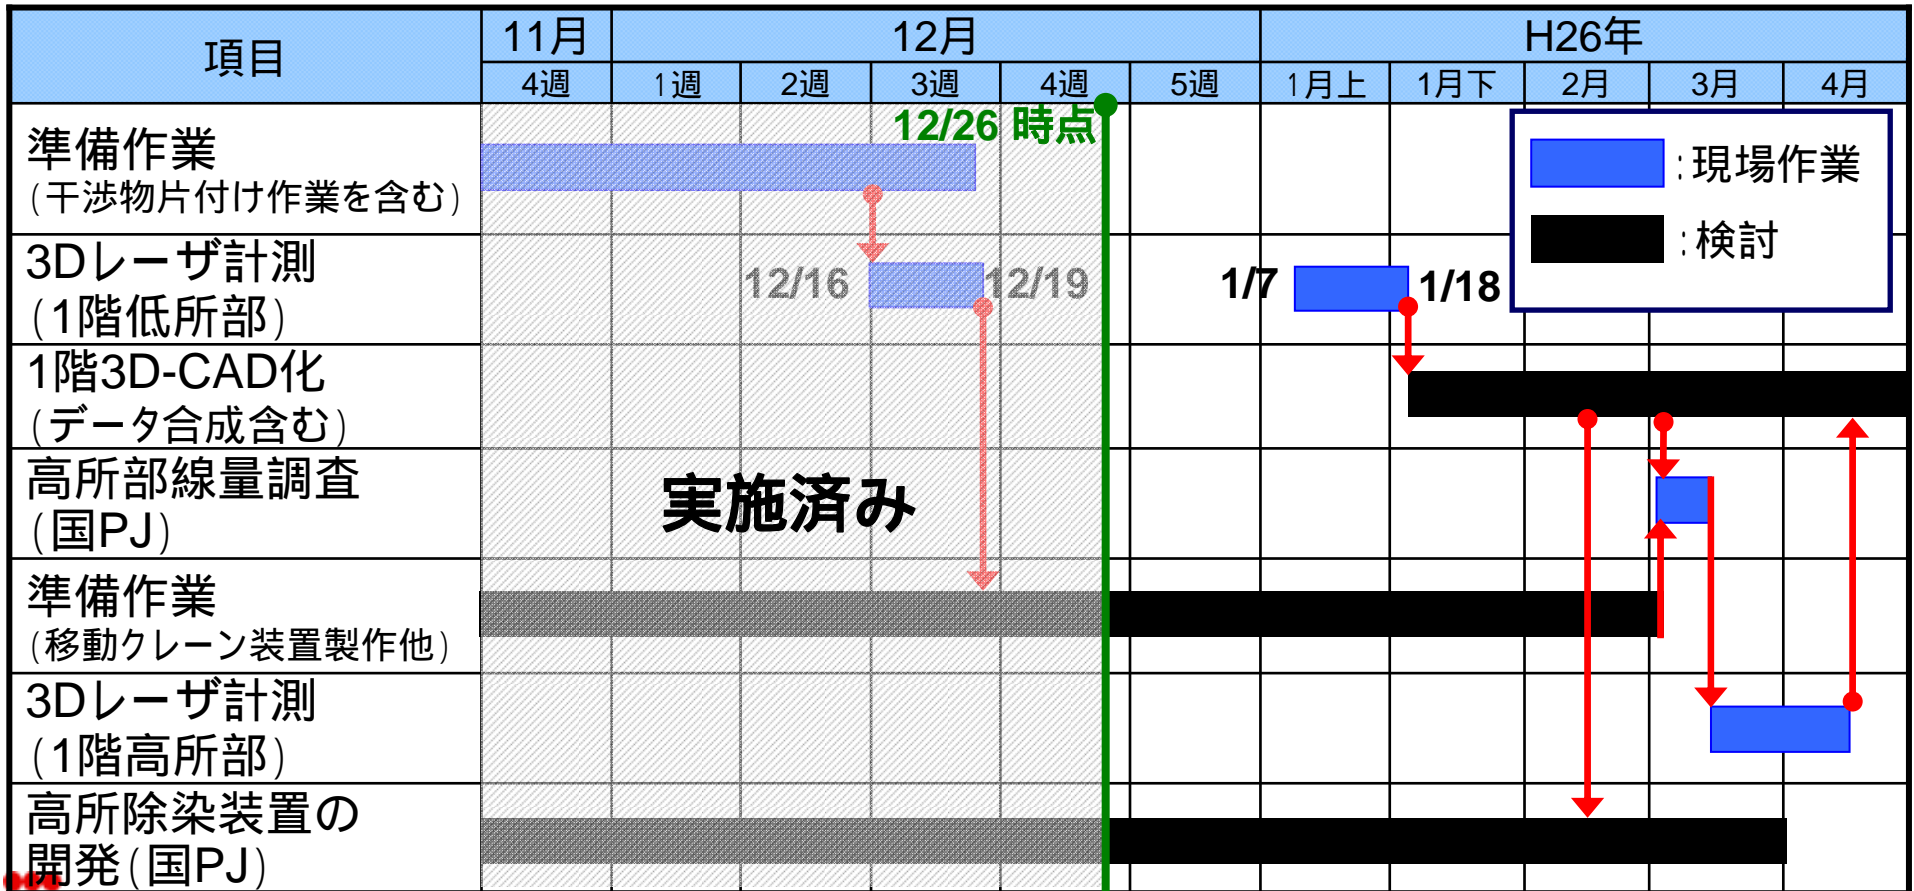 項目
11月
12月
H26年
4週
1週
2週
3週
4週
5週
1月上
1月下
2月
3月
4月
12/26 時点
:現場作業
:検討
準備作業
(干渉物片付け作業を含む)
3Dレーザ計測
(1階低所部)
12/16
12/19
1/7
1/18
1階3D-CAD化
(データ合成含む)
高所部線量調査
(国PJ)
実施済み
準備作業
(移動クレーン装置製作他)
3Dレーザ計測
(1階高所部)
高所除染装置の
開発(国PJ)